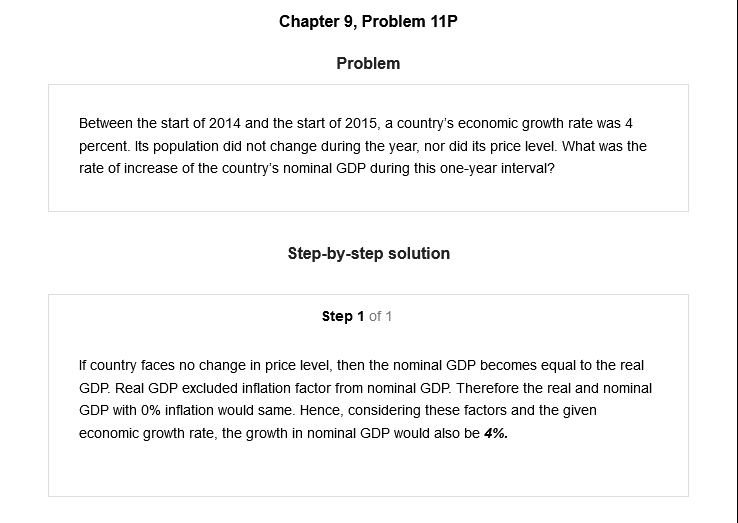 Chapter 9, Problem 11P
Problem
Between the start of 2014 and the start of 2015, a country's economic growth rate was 4
percent. Its population did not change during the year, nor did its price level. What was the
rate of increase of the country's nominal GDP during this one-year interval?
Step-by-step solution
Step 1 of 1
If country faces no change in price level, then the nominal GDP becomes equal to the real
GDP. Real GDP excluded inflation factor from nominal GDP. Therefore the real and nominal
GDP with 0% inflation would same. Hence, considering these factors and the given
economic growth rate, the growth in nominal GDP would also be 4%.